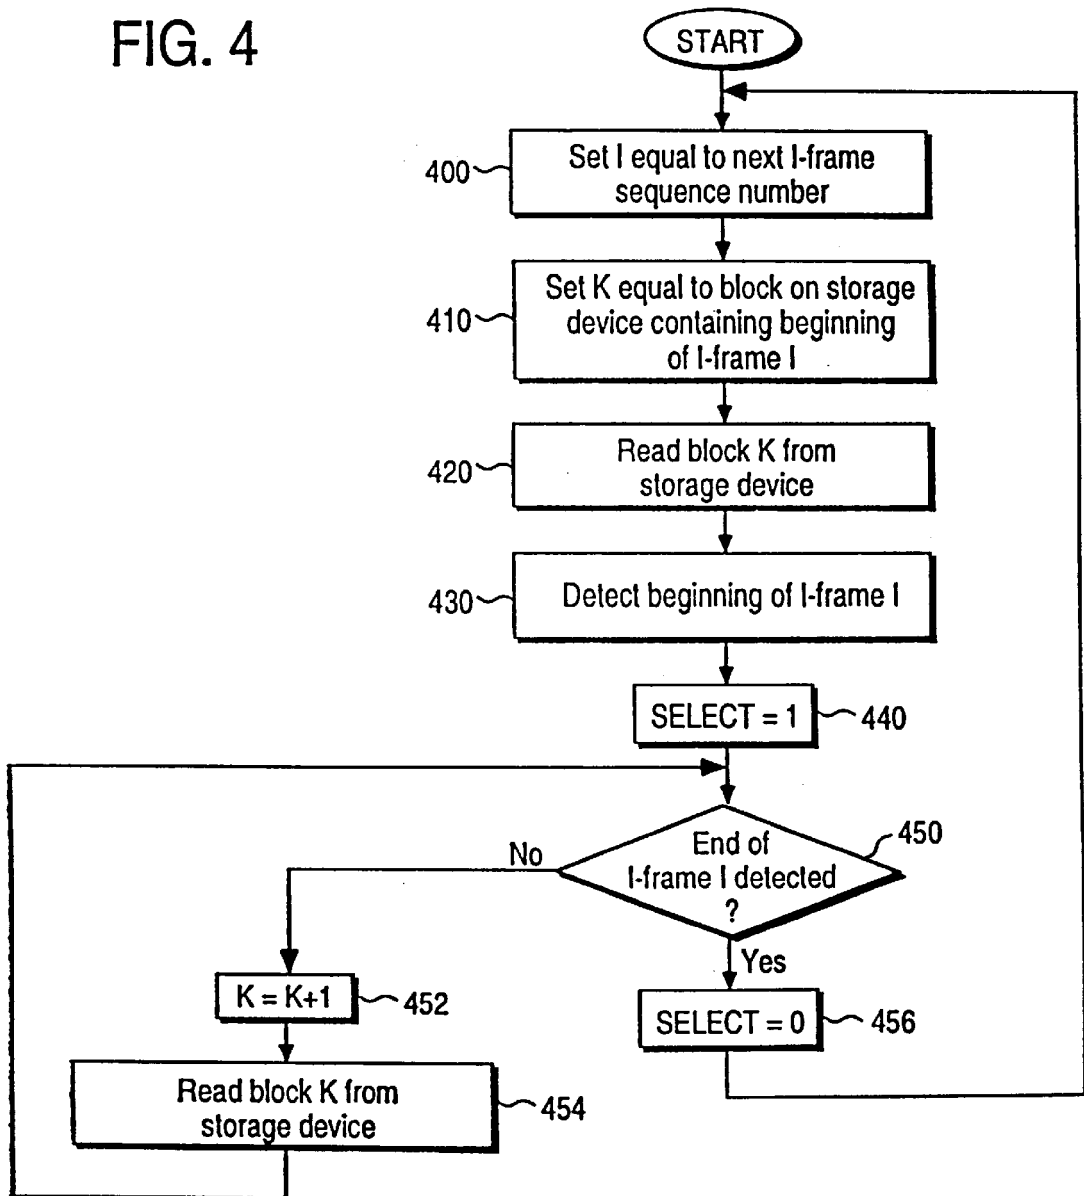 FIG. 4
START
400
Set I equal to next I-frame
sequence number
410
Set K equal to block on storage
device containing beginning
of I-frame I
420
Read block K from
storage device
430
Detect beginning of I-frame I
SELECT = 1
440
End of
I-frame I detected
?
450
No
Yes
K = K+1
452
SELECT = 0
456
Read block K from
storage device
454